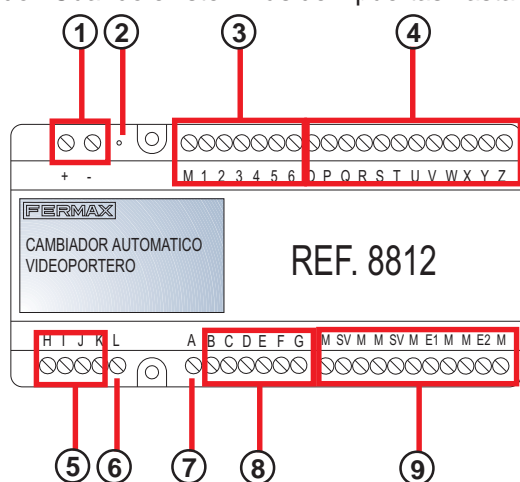 1 2 3 4
+ - M 1 2 3 4 5 6 O P Q R S T U V W X Y Z
FERMAX
CAMBIADOR AUTOMATICO
VIDEOPORTERO
REF. 8812
H I J K L A B C D E F G M SV M M SV M E1 M M E2 M
5 6 7 8 9